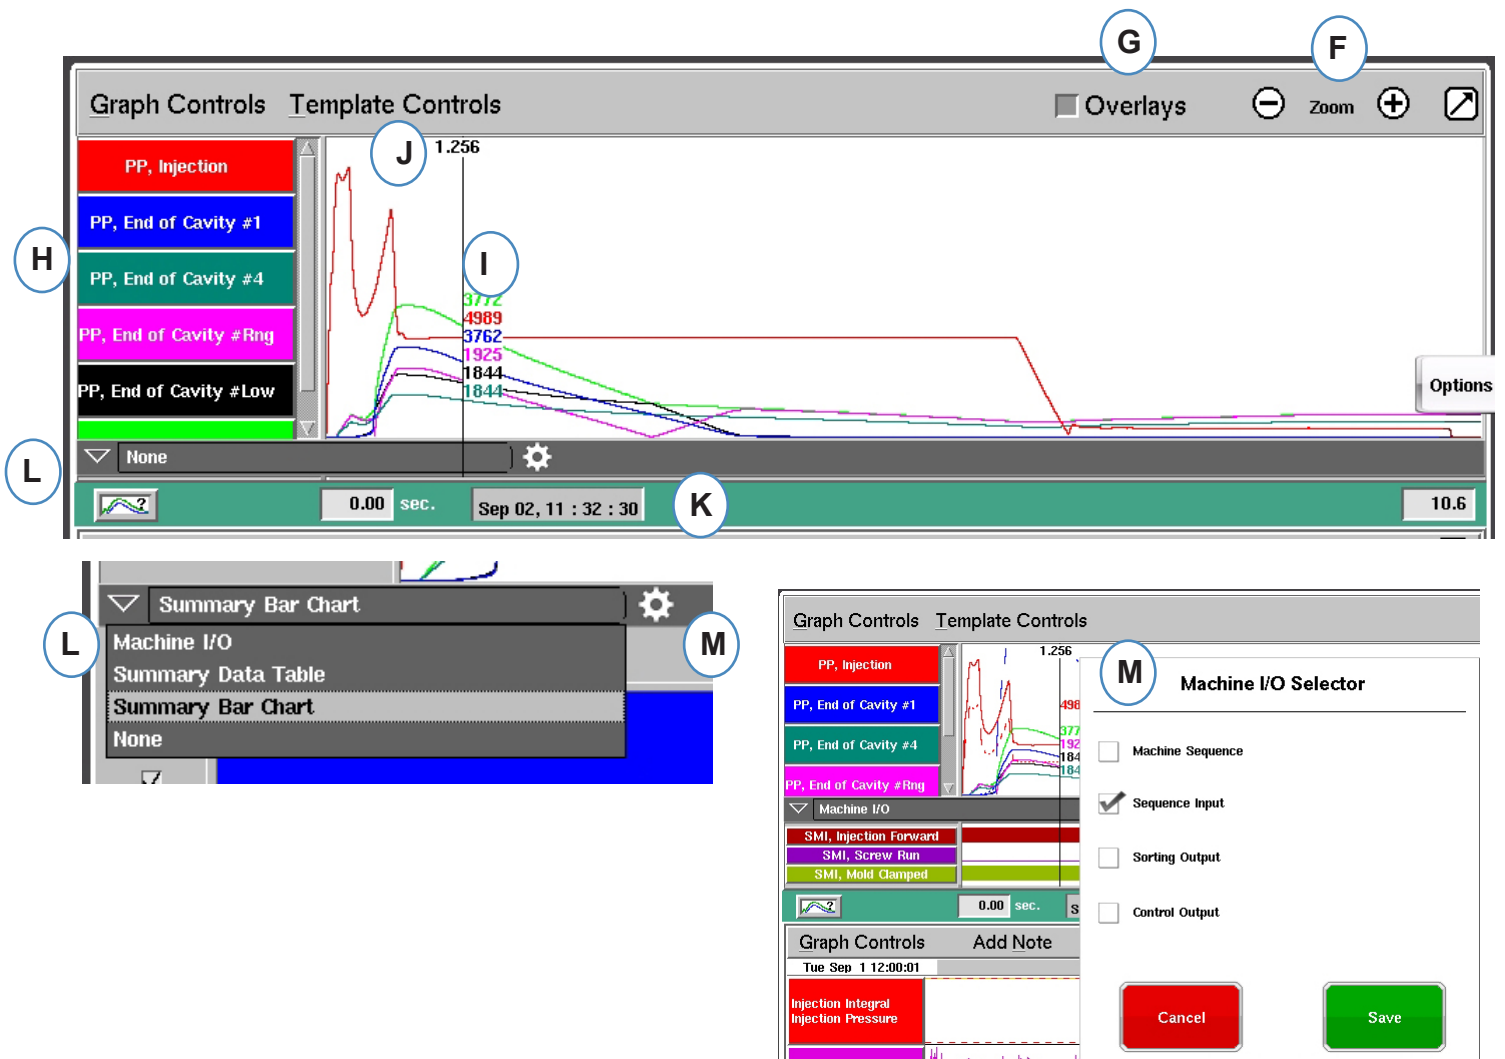 G
F
Graph Controls Template Controls Overlays Zoom
J
1.256
PP, Injection
PP, End of Cavity #1
H
I
PP, End of Cavity #4
3772
4989
PP, End of Cavity #Rng
3762
1925
1844
1844
PP, End of Cavity #Low
Options
L
None
?
0.00 sec.
Sep 02, 11 : 32 : 30
K
10.6
Summary Bar Chart
L
M
Machine I/O
Summary Data Table
Summary Bar Chart
None
Graph Controls Template Controls
1.256
M
PP, Injection
Machine I/O Selector
PP, End of Cavity #1
498
377
PP, End of Cavity #4
192
184
184
Machine Sequence
PP, End of Cavity #Rng
Machine I/O
Sequence Input
SMI, Injection Forward
SMI, Screw Run
SMI, Mold Clamped
Sorting Output
?
0.00 sec.
S
Control Output
Graph Controls Add Note
Tue Sep 1 12:00:01
Injection Integral
Injection Pressure
Cancel
Save